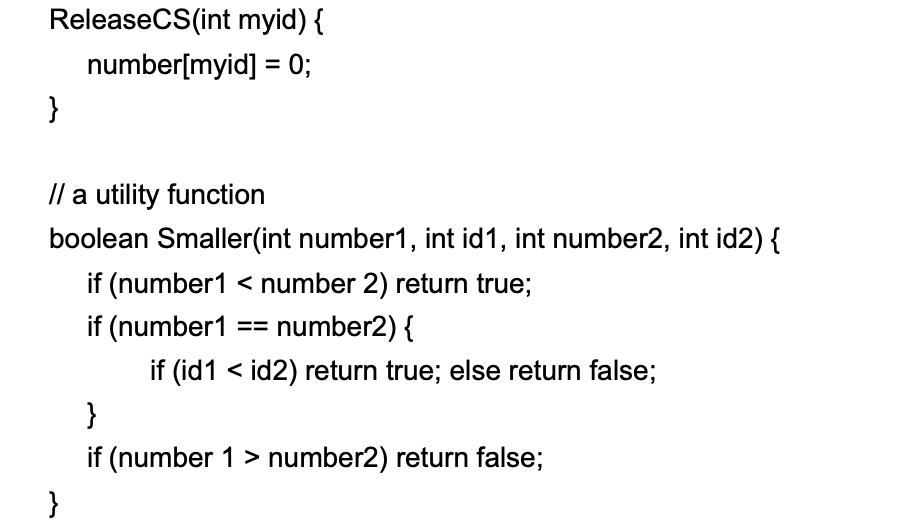 ReleaseCS(int myid) {
number[myid] = 0;
}
// a utility function
boolean Smaller(int number1, int id1, int number2, int id2) {
if (number1 < number 2) return true;
if (number1 == number2) {
if (id1 < id2) return true; else return false;
}
if (number 1 > number2) return false;
}